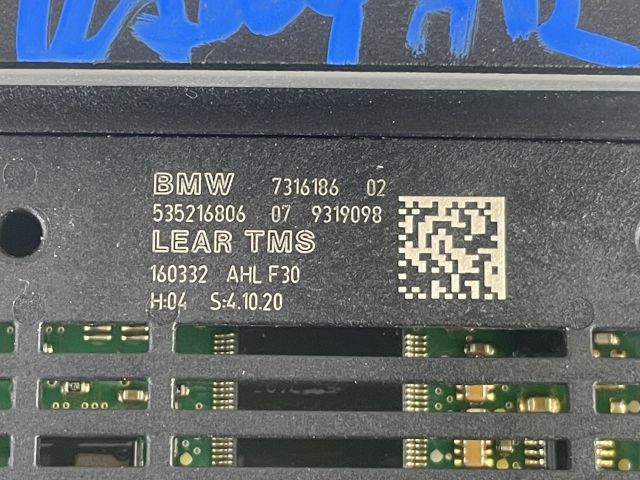 BMW 7316186 02
535216806 07 9319098
LEAR TMS
160332 AHL F30
H:04 S:4.10.20